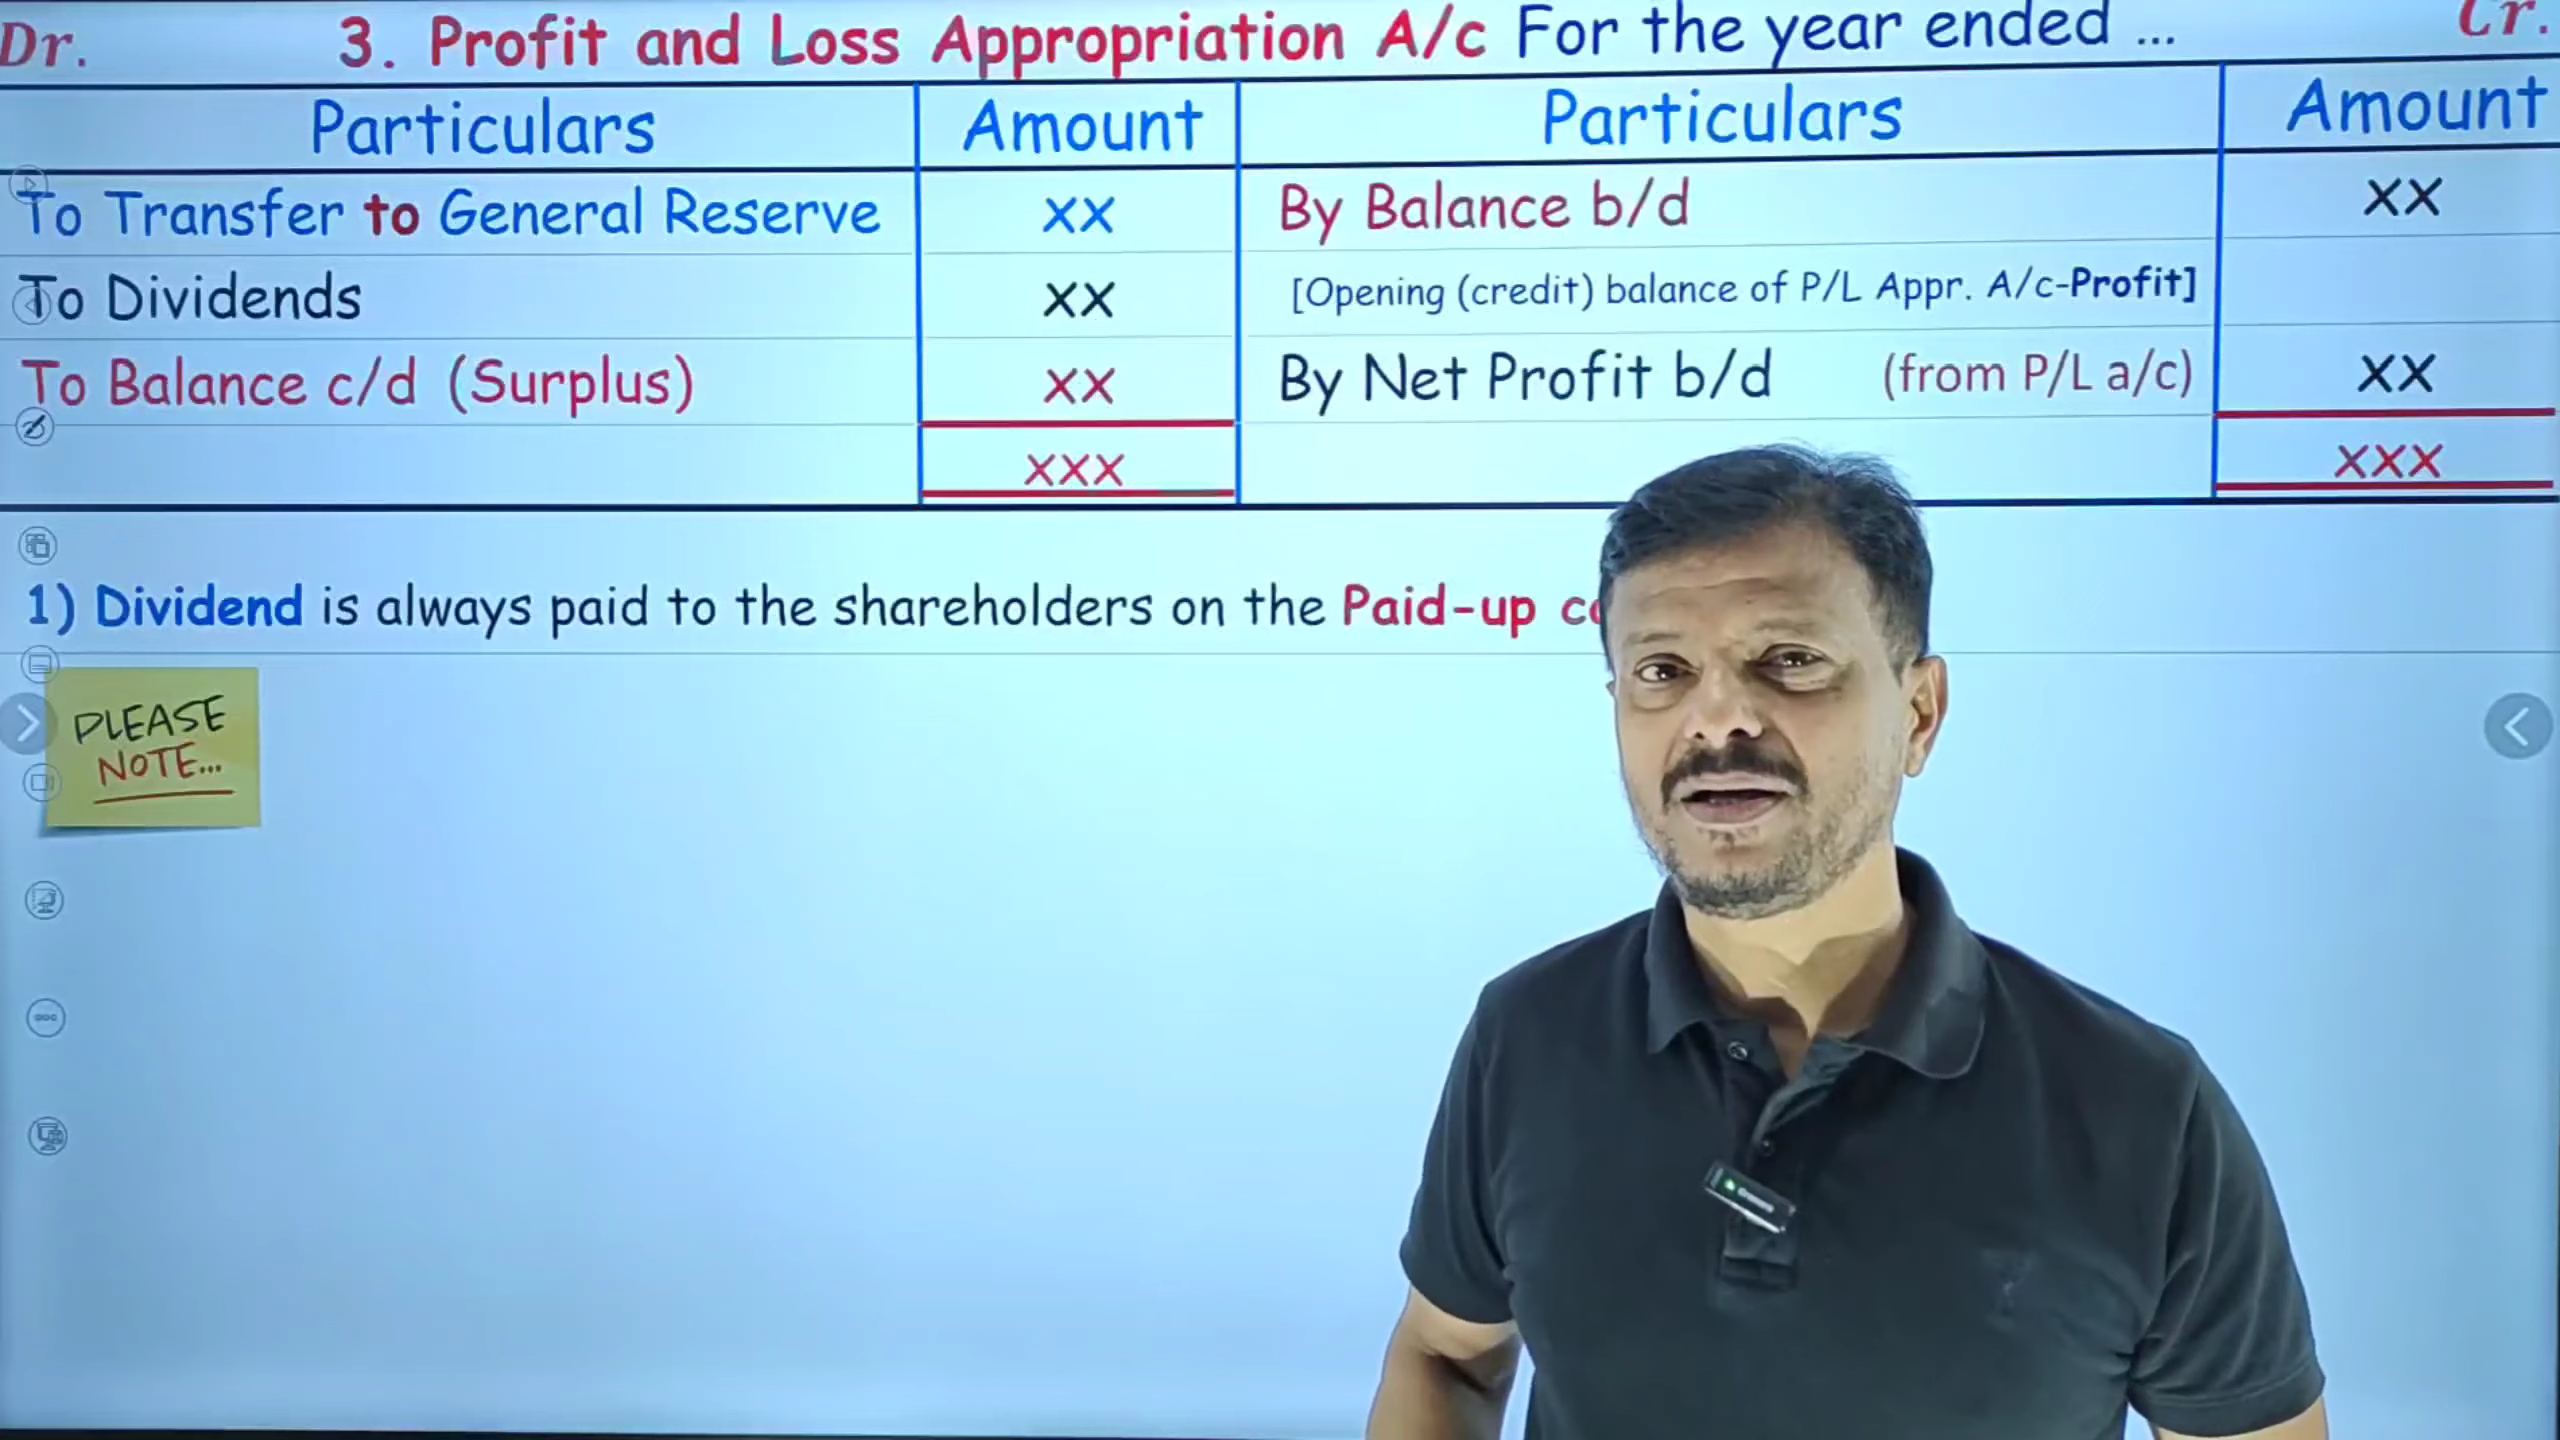 Dr. 3. Profit and Loss Appropriation A/c For the year ended ... Cr.
Particulars Amount Particulars Amount
To Transfer to General Reserve xx By Balance b/d xx
To Dividends xx [Opening (credit) balance of P/L Appr. A/c-Profit]
To Balance c/d (Surplus) xx By Net Profit b/d (from P/L a/c) xx
xxx xxx
1) Dividend is always paid to the shareholders on the Paid-up
PLEASE
NOTE...